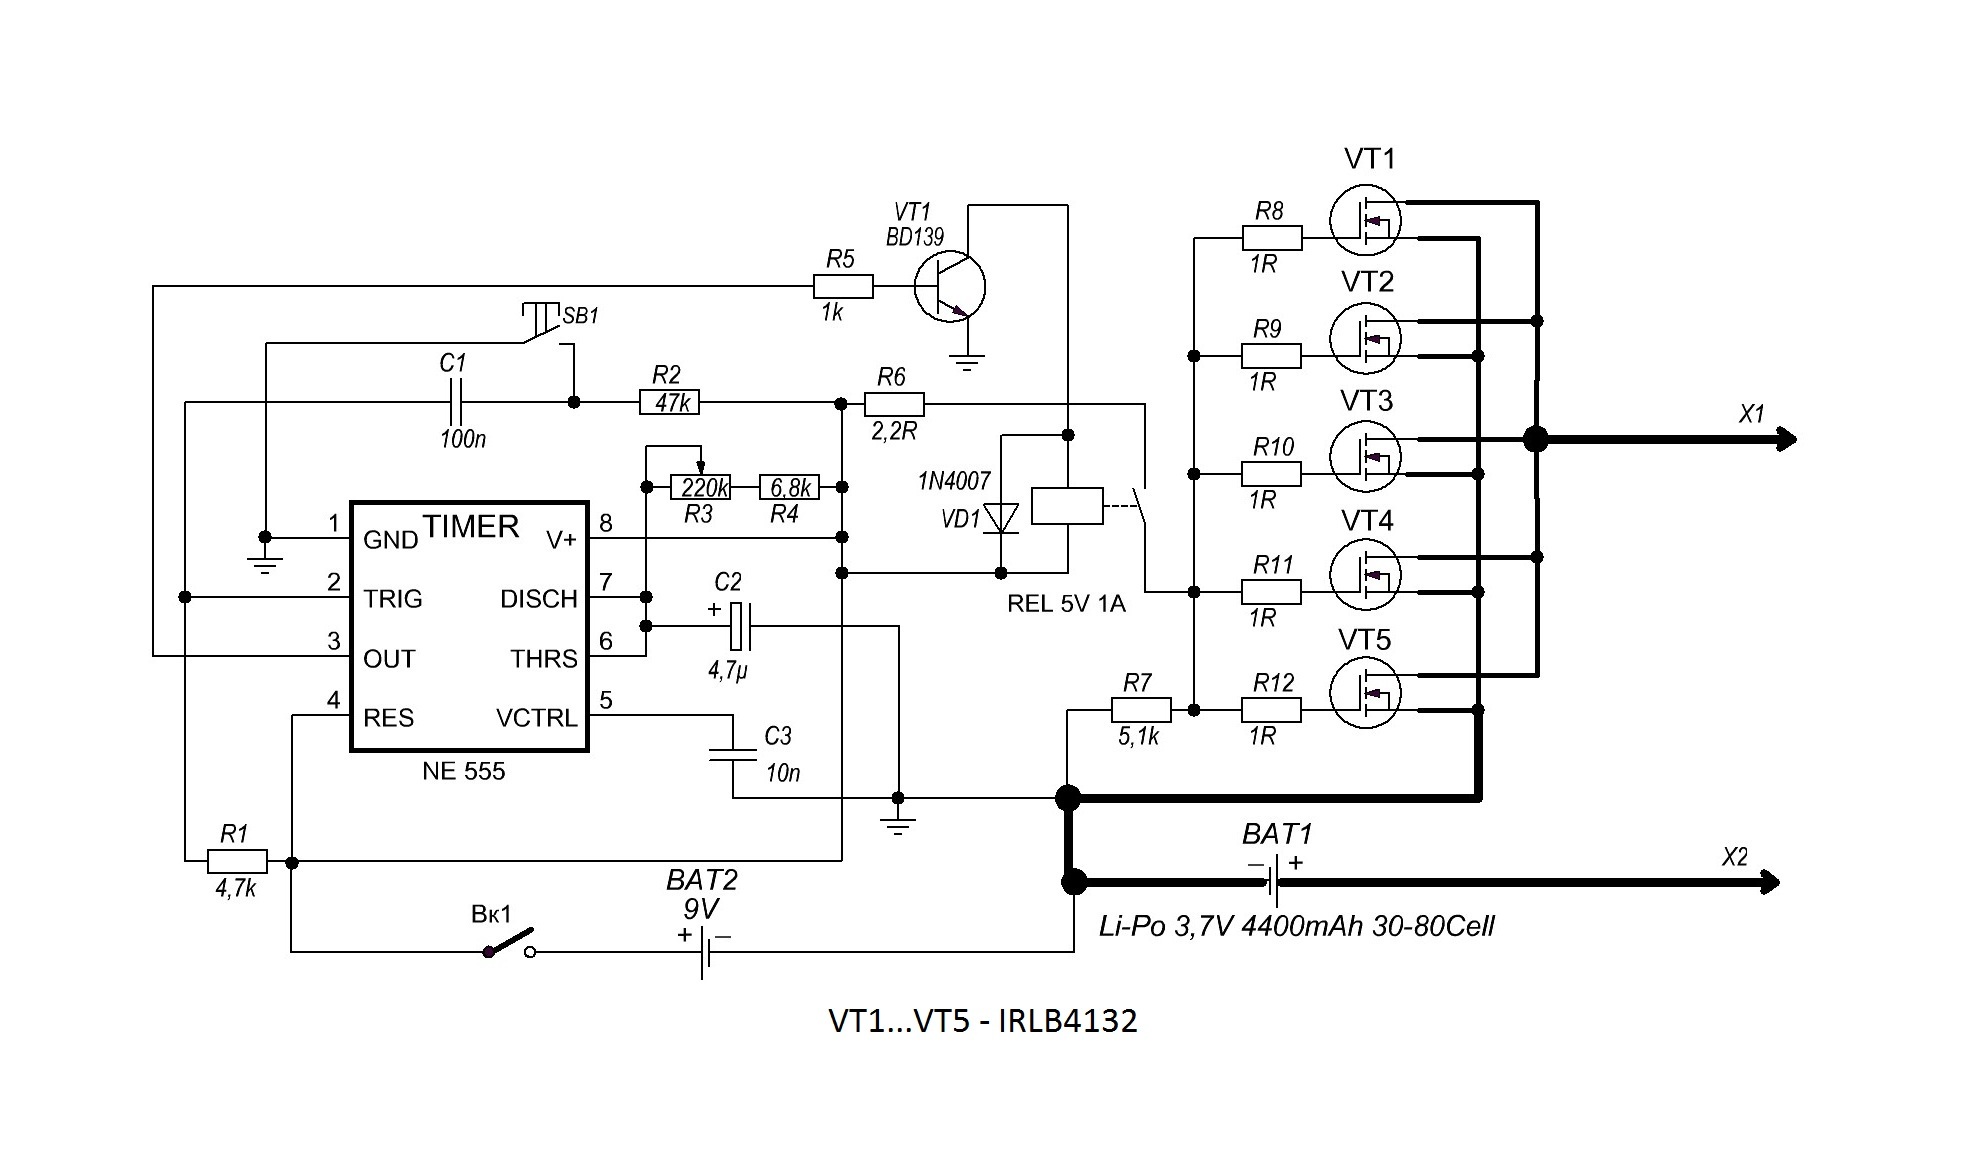 VT1
VT1
BD139
R8
1R
R5
1k
VT2
SB1
R9
1R
C1
100n
R2
47k
R6
2,2R
VT3
X1
R10
1R
1N4007
VD1
220k
R3
6,8k
R4
TIMER
1
GND
V+
8
2
TRIG
DISCH
7
3
OUT
THRS
6
4
RES
VCTRL
5
NE 555
C2
+
4,7µ
REL 5V 1A
VT4
R11
1R
VT5
R7
5,1k
R12
1R
C3
10n
R1
4,7k
BAT1
– +
X2
Li-Po 3,7V 4400mAh 30-80Cell
BAT2
9V
+ –
Вк1
VT1...VT5 - IRLB4132